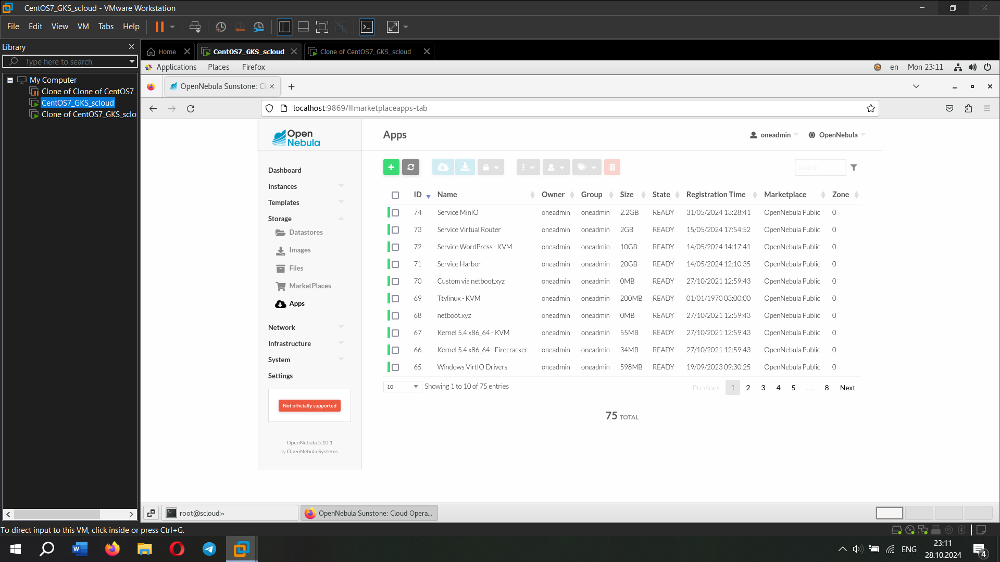 CentOS7_GKS_scloud - VMware Workstation
File Edit View VM Tabs Help
Library
Type here to search
My Computer
Clone of Clone of CentOS7_
CentOS7_GKS_scloud
Clone of CentOS7_GKS_sclo
Home
CentOS7_GKS_scloud
Clone of CentOS7_GKS_scloud
Applications Places Firefox
en Mon 23:11
OpenNebula Sunstone: Cl
localhost:9869/#marketplaceapps-tab
Open
Nebula
Apps
oneadmin
OpenNebula
Dashboard
Instances
Templates
Storage
Datastores
Images
Files
MarketPlaces
Apps
Network
Infrastructure
System
Settings
Not officially supported
OpenNebula 5.10.1
by OpenNebula Systems.
Search
ID Name Owner Group Size State Registration Time Marketplace Zone
74 Service MinIO oneadmin oneadmin 2.2GB READY 31/05/2024 13:28:41 OpenNebula Public 0
73 Service Virtual Router oneadmin oneadmin 2GB READY 15/05/2024 17:54:52 OpenNebula Public 0
72 Service WordPress - KVM oneadmin oneadmin 10GB READY 14/05/2024 14:17:41 OpenNebula Public 0
71 Service Harbor oneadmin oneadmin 20GB READY 14/05/2024 12:10:35 OpenNebula Public 0
70 Custom via netboot.xyz oneadmin oneadmin 0MB READY 27/10/2021 12:59:43 OpenNebula Public 0
69 Ttylinux - KVM oneadmin oneadmin 200MB READY 01/01/1970 03:00:00 OpenNebula Public 0
68 netboot.xyz oneadmin oneadmin 0MB READY 27/10/2021 12:59:43 OpenNebula Public 0
67 Kernel 5.4 x86_64 - KVM oneadmin oneadmin 55MB READY 27/10/2021 12:59:43 OpenNebula Public 0
66 Kernel 5.4 x86_64 - Firecracker oneadmin oneadmin 34MB READY 27/10/2021 12:59:43 OpenNebula Public 0
65 Windows VirtIO Drivers oneadmin oneadmin 598MB READY 19/09/2023 09:30:25 OpenNebula Public 0
10 Showing 1 to 10 of 75 entries
Previous 1 2 3 4 5 ... 8 Next
75 TOTAL
root@scloud:~
OpenNebula Sunstone: Cloud Opera...
To direct input to this VM, click inside or press Ctrl+G.
ENG
23:11
28.10.2024
4